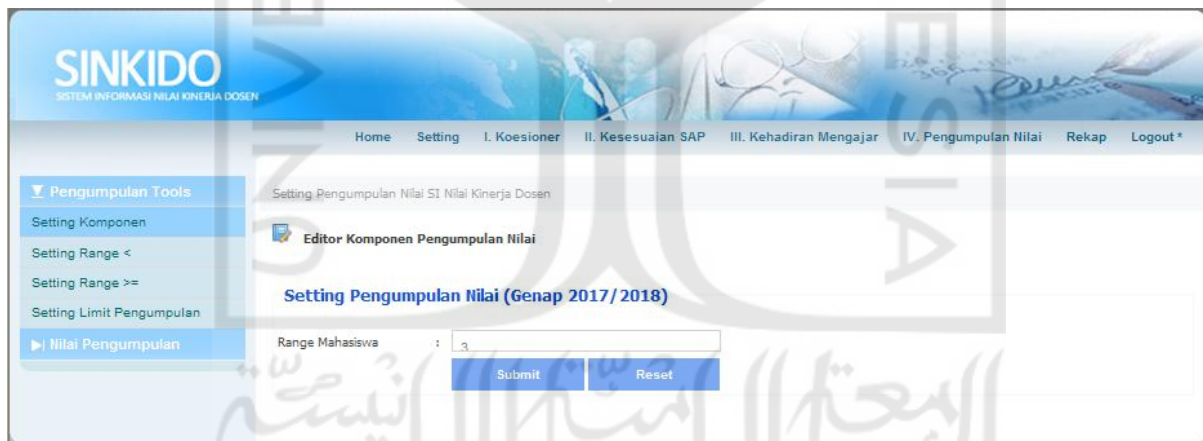 SINKIDO
SISTEM INFORMASI NILAI KINERJA DOSEN
Home Setting I. Koesioner II. Kesesuaian SAP III. Kehadiran Mengajar IV. Pengumpulan Nilai Rekap Logout*
Pengumpulan Tools
Setting Komponen
Setting Range <
Setting Range >=
Setting Limit Pengumpulan
Nilai Pengumpulan
Setting Pengumpulan Nilai SI Nilai Kinerja Dosen
Editor Komponen Pengumpulan Nilai
Setting Pengumpulan Nilai (Genap 2017/2018)
Range Mahasiswa : 3
Submit Reset